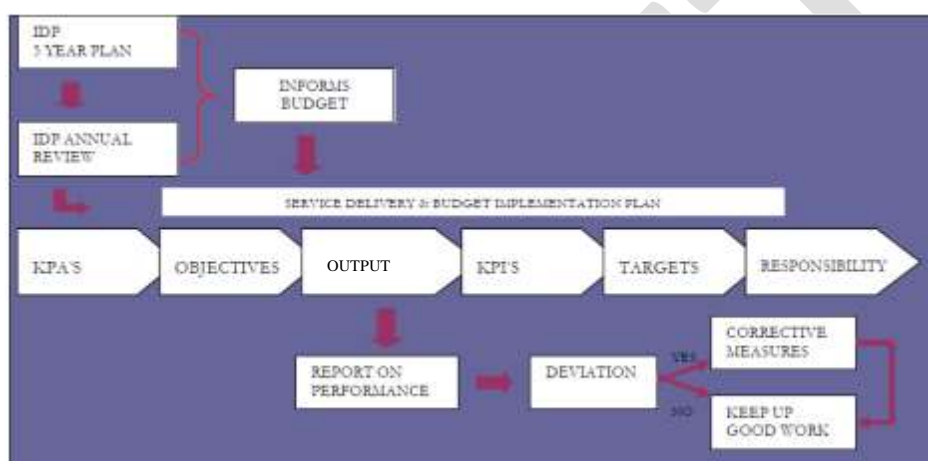 IDP
5 YEAR PLAN
INFORMS
BUDGET
IDP ANNUAL
REVIEW
SERVICE DELIVERY & BUDGET IMPLEMENTATION PLAN
KPA'S
OBJECTIVES
OUTPUT
KPI'S
TARGETS
RESPONSIBILITY
REPORT ON
PERFORMANCE
DEVIATION
YES
CORRECTIVE
MEASURES
NO
KEEP UP
GOOD WORK